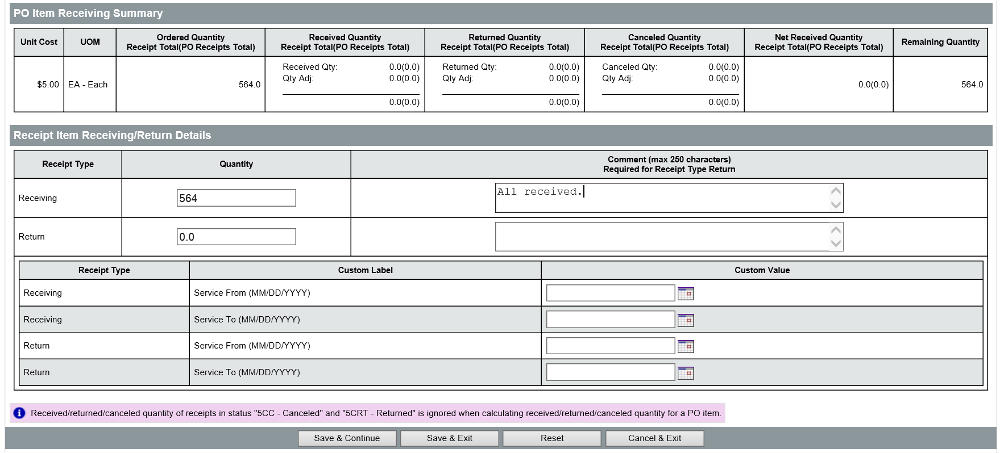 PO Item Receiving Summary
Unit Cost
UOM
Ordered Quantity
Receipt Total(PO Receipts Total)
Received Quantity
Receipt Total(PO Receipts Total)
Returned Quantity
Receipt Total(PO Receipts Total)
Canceled Quantity
Receipt Total(PO Receipts Total)
Net Received Quantity
Receipt Total(PO Receipts Total)
Remaining Quantity
$5.00
EA - Each
564.0
Received Qty: 0.0(0.0)
Qty Adj: 0.0(0.0)
0.0(0.0)
Returned Qty: 0.0(0.0)
Qty Adj: 0.0(0.0)
0.0(0.0)
Canceled Qty: 0.0(0.0)
Qty Adj: 0.0(0.0)
0.0(0.0)
0.0(0.0)
564.0
Receipt Item Receiving/Return Details
Receipt Type
Quantity
Comment (max 250 characters)
Required for Receipt Type Return
Receiving
564
All received.
Return
0.0
Receipt Type
Custom Label
Custom Value
Receiving
Service From (MM/DD/YYYY)
Receiving
Service To (MM/DD/YYYY)
Return
Service From (MM/DD/YYYY)
Return
Service To (MM/DD/YYYY)
Received/returned/canceled quantity of receipts in status "5CC - Canceled" and "5CRT - Returned" is ignored when calculating received/returned/canceled quantity for a PO item.
Save & Continue
Save & Exit
Reset
Cancel & Exit